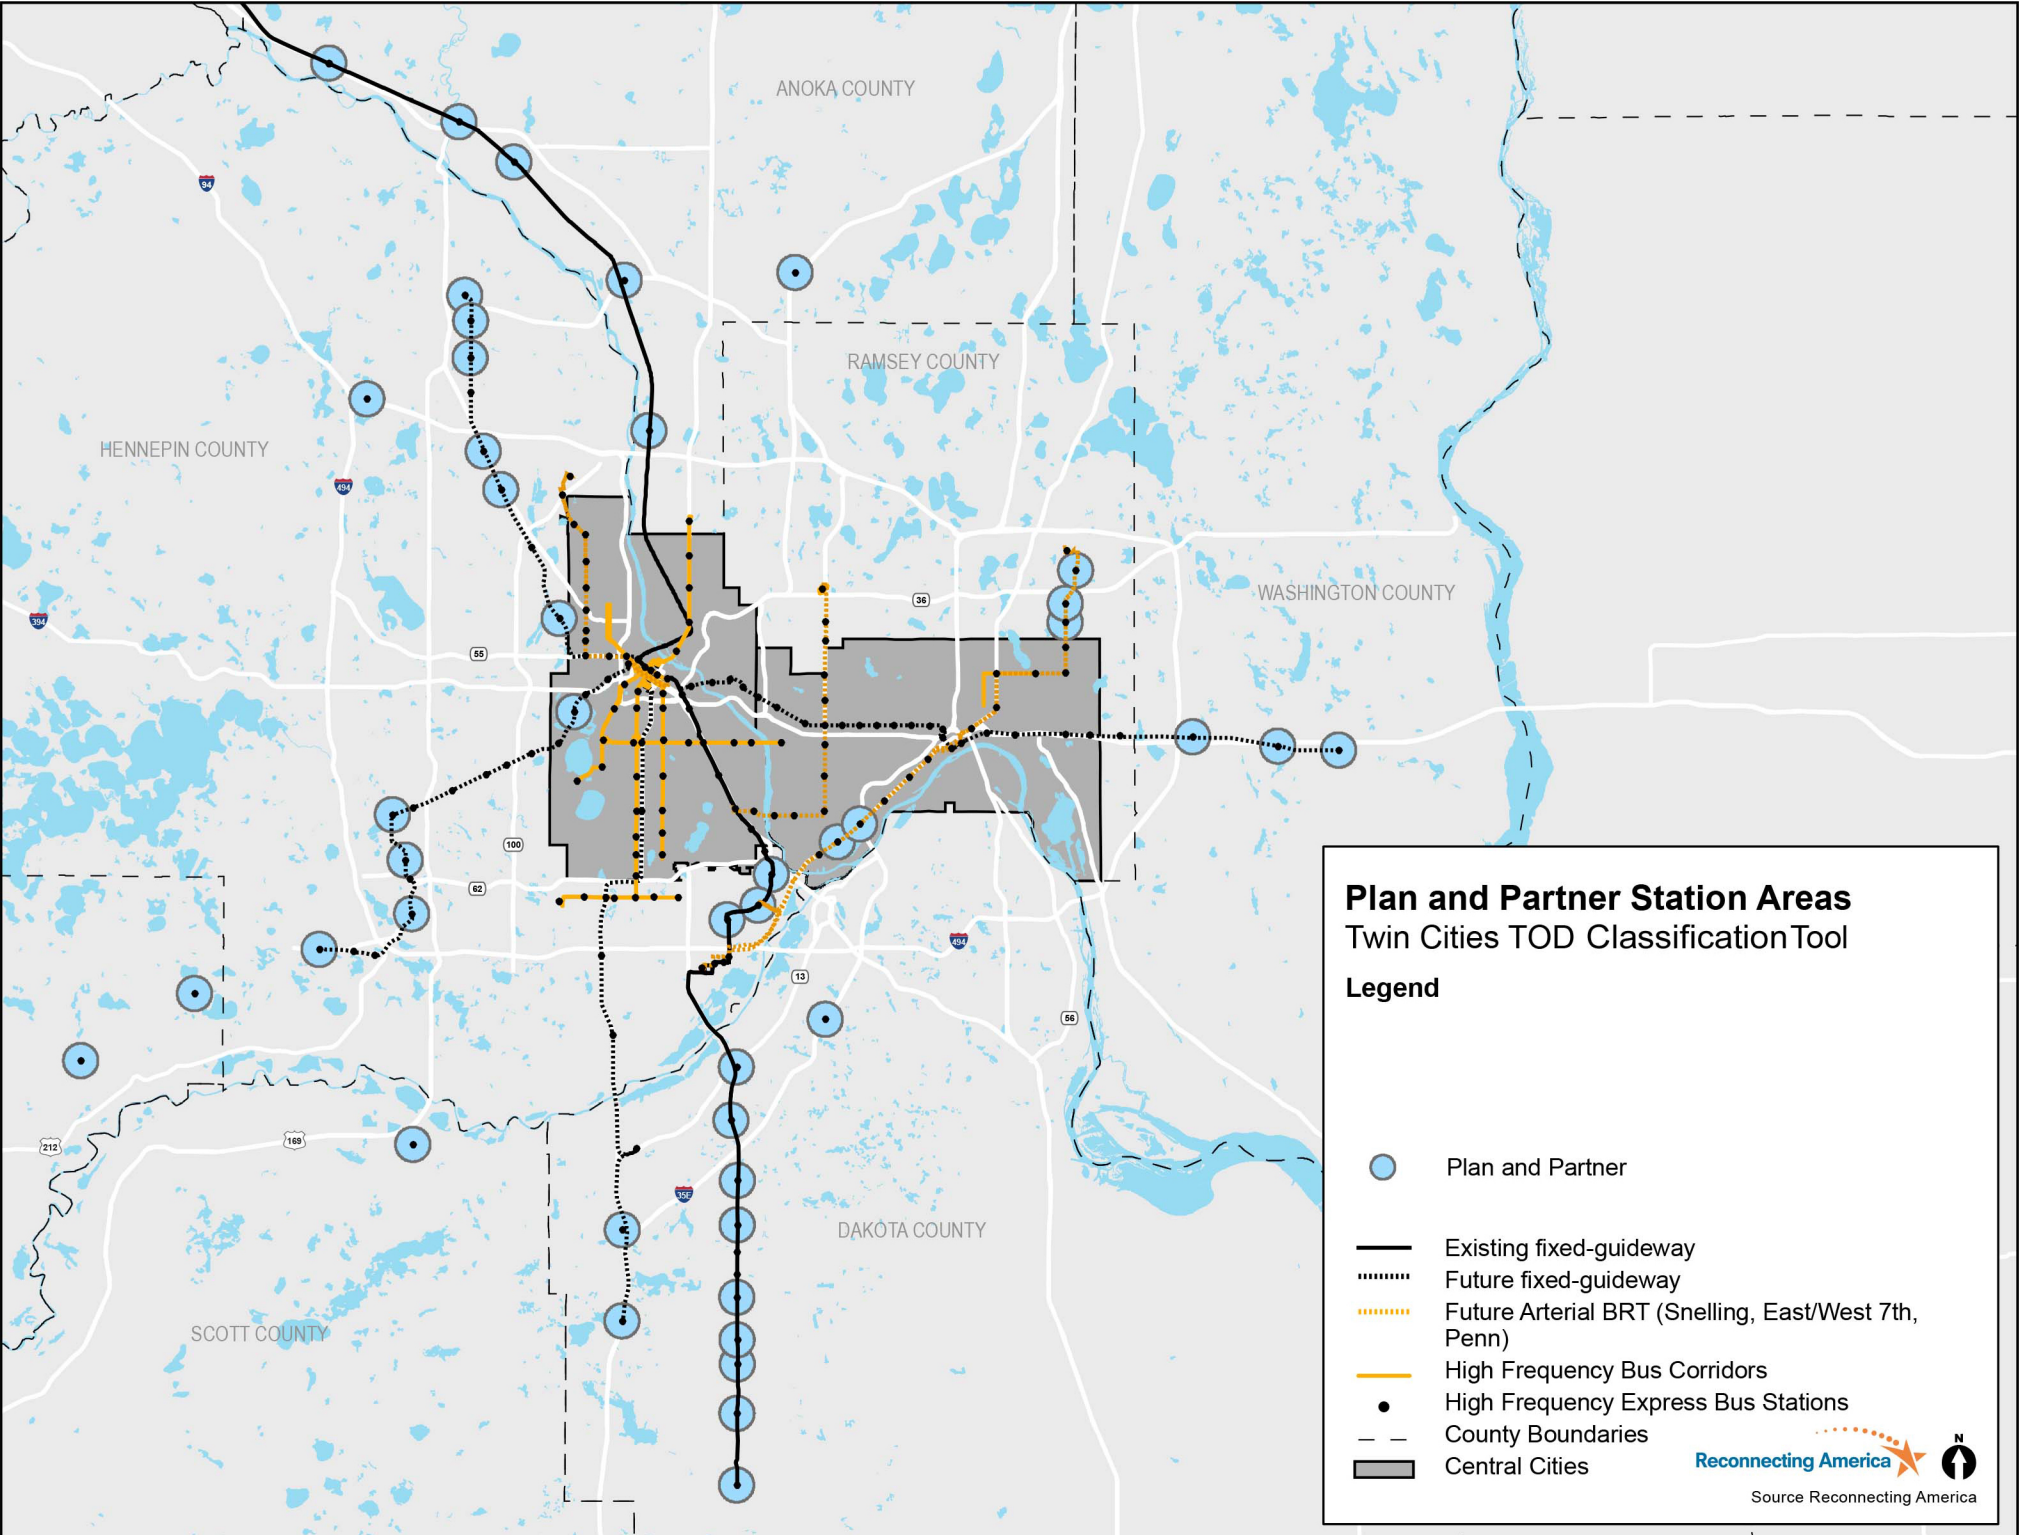 ANOKA COUNTY
94
RAMSEY COUNTY
HENNEPIN COUNTY
494
WASHINGTON COUNTY
36
394
55
100
62
494
13
56
212
169
35E
DAKOTA COUNTY
SCOTT COUNTY
Plan and Partner Station Areas
Twin Cities TOD Classification Tool
Legend
Plan and Partner
Existing fixed-guideway
Future fixed-guideway
Future Arterial BRT (Snelling, East/West 7th,
Penn)
High Frequency Bus Corridors
High Frequency Express Bus Stations
County Boundaries
Central Cities
Reconnecting America
N
Source Reconnecting America